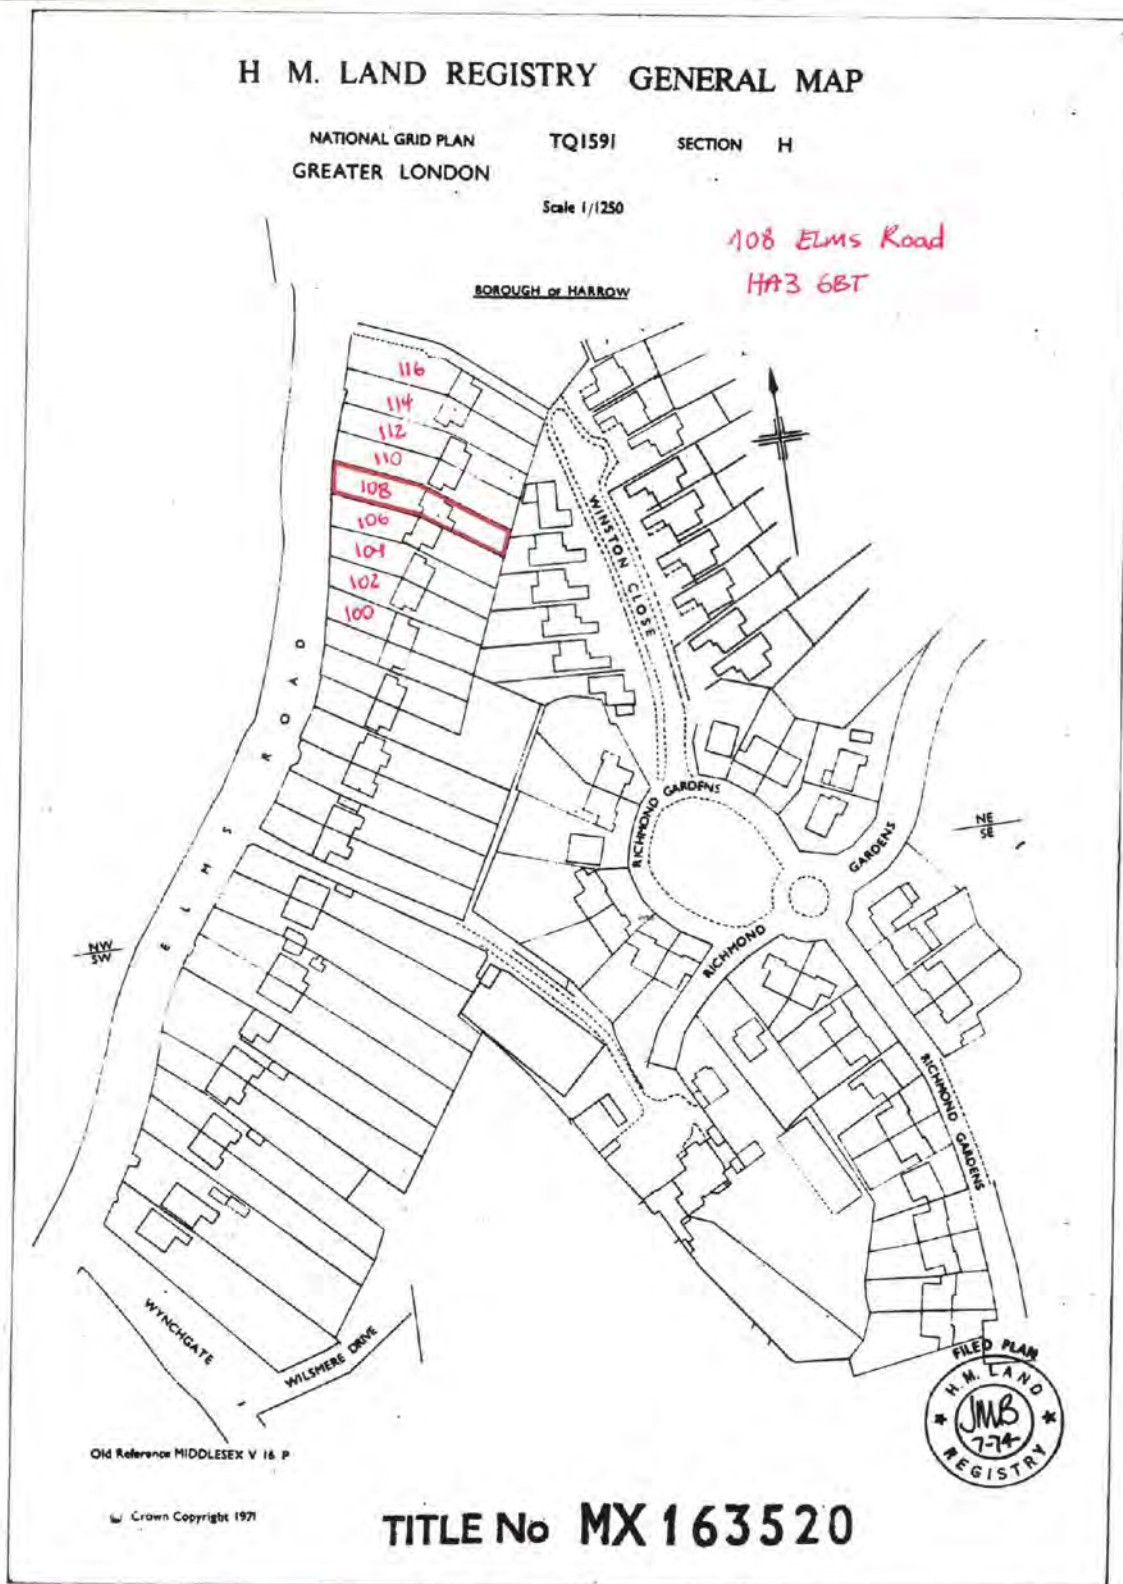 H M. LAND REGISTRY GENERAL MAP
NATIONAL GRID PLAN TQ1591 SECTION H
GREATER LONDON
Scale 1/1250
108 ELMS Road
HA3 6BT
BOROUGH OF HARROW
116
114
112
110
108
106
104
102
100
WINSTON CLOSE
ELMS ROAD
RICHMOND GARDENS
GARDENS
RICHMOND
NE
SE
NW
SW
RICHMOND GARDENS
WYNCHGATE
WILSMERE DRIVE
FILED PLAN
H.M. LAND
JMB
7-74
REGISTRY
Old Reference MIDDLESEX V 16 P
Crown Copyright 1971
TITLE No MX 163520